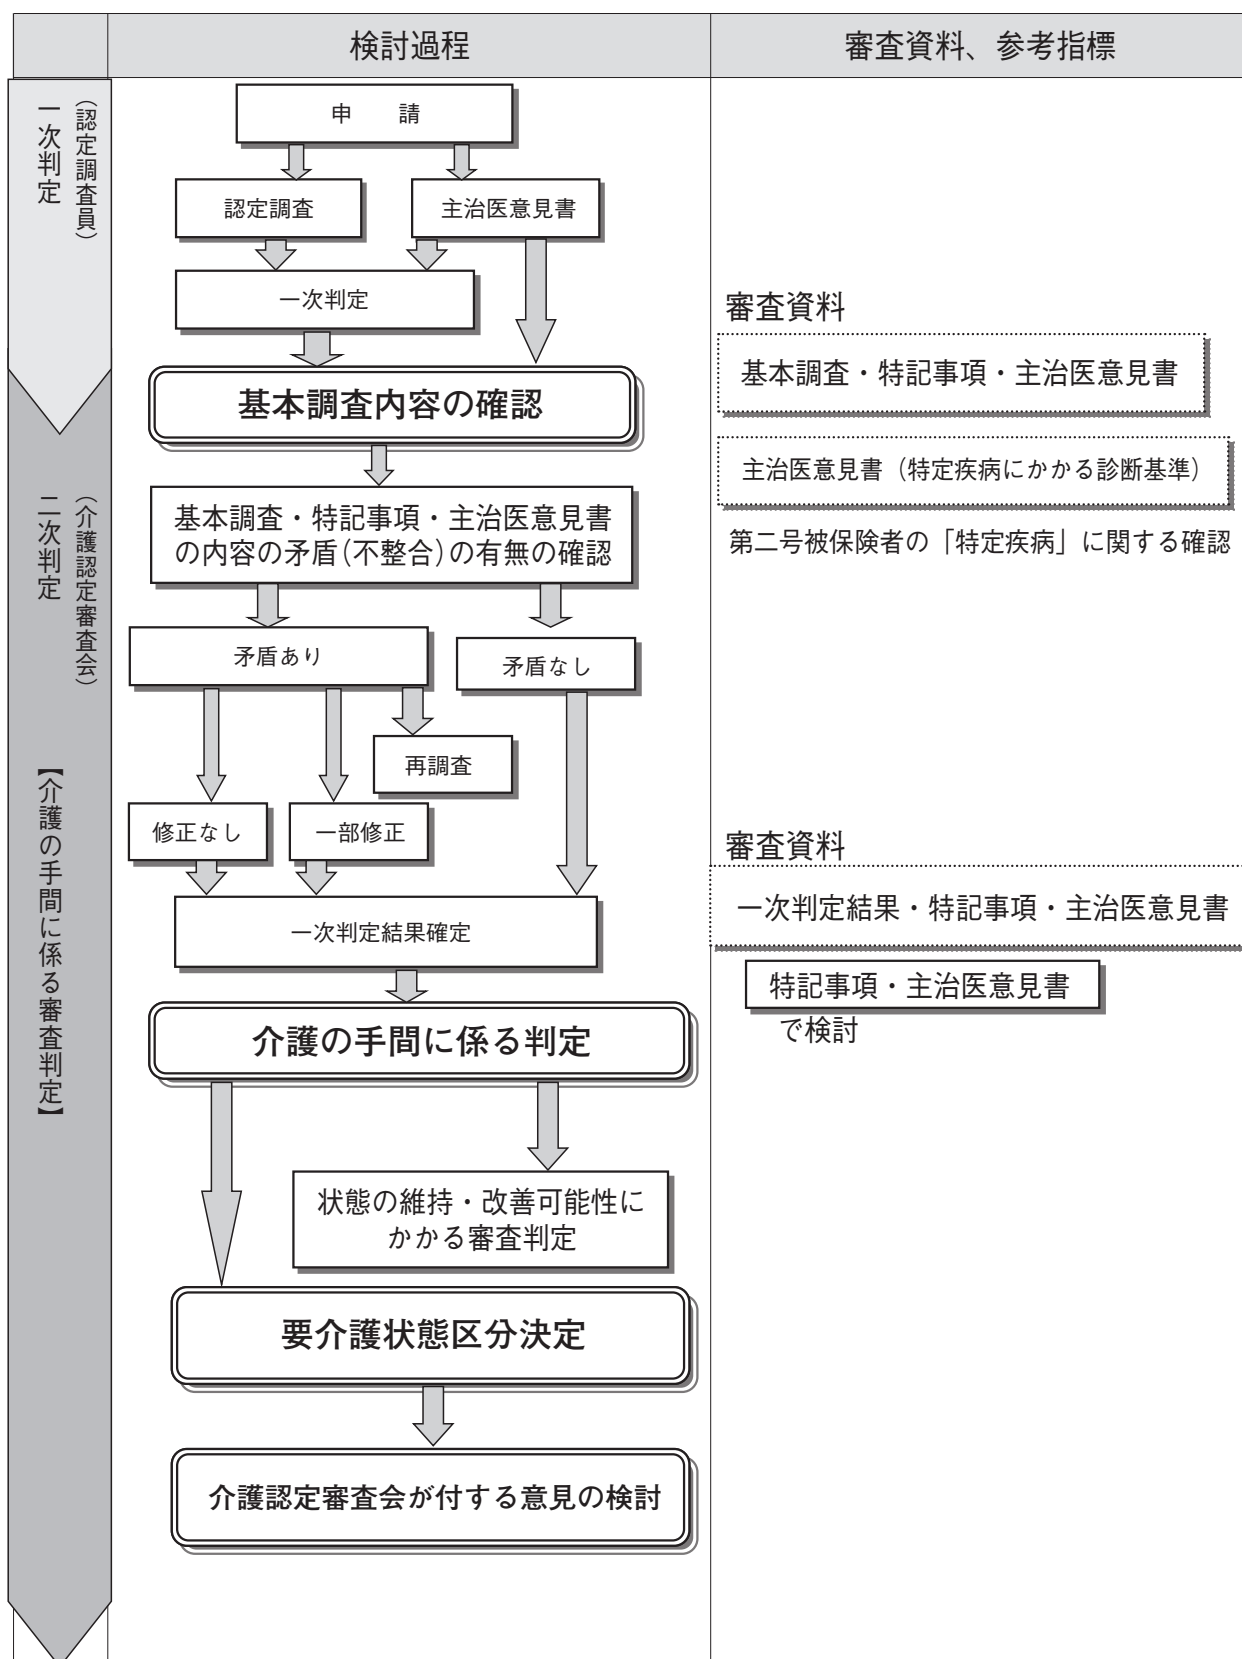 検討過程
審査資料、参考指標
一次判定
（認定調査員）
申　請
認定調査
主治医意見書
一次判定
審査資料
基本調査・特記事項・主治医意見書
基本調査内容の確認
主治医意見書（特定疾病にかかる診断基準）
第二号被保険者の「特定疾病」に関する確認
二次判定
（介護認定審査会）
【介護の手間に係る審査判定】
基本調査・特記事項・主治医意見書
の内容の矛盾(不整合)の有無の確認
矛盾あり
矛盾なし
再調査
修正なし
一部修正
審査資料
一次判定結果・特記事項・主治医意見書
一次判定結果確定
特記事項・主治医意見書
で検討
介護の手間に係る判定
状態の維持・改善可能性に
かかる審査判定
要介護状態区分決定
介護認定審査会が付する意見の検討